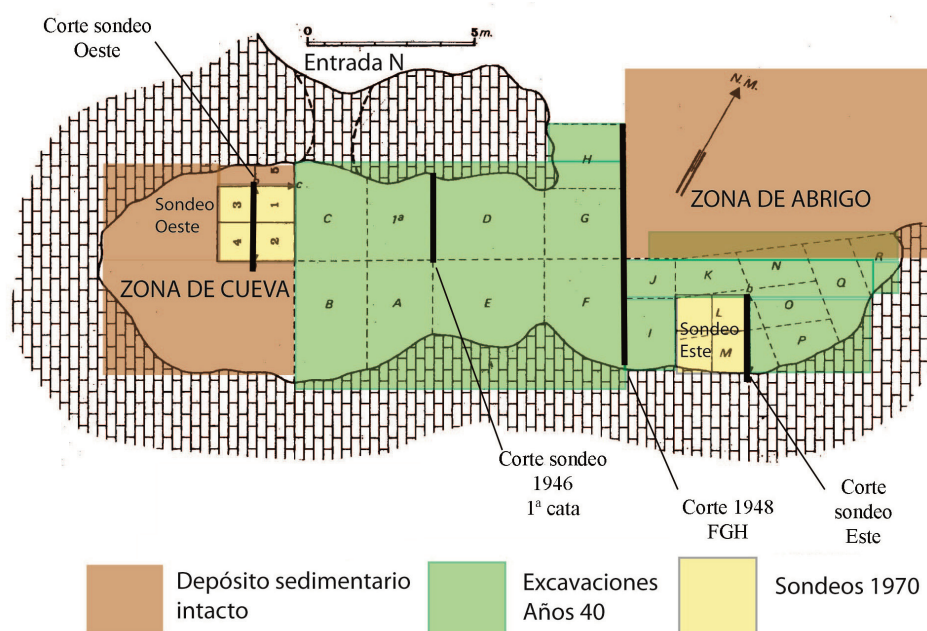 Corte sondeo
Oeste
0 5 m.
Entrada N
N.M.
ZONA DE ABRIGO
Sondeo
Oeste
3 1
4 2
5
c
C 1ª D G
H
ZONA DE CUEVA
B A E F
J K N Q R
I L O P
M
b
Sondeo
Este
Corte sondeo
1946
1ª cata
Corte 1948
FGH
Corte
sondeo
Este
Depósito sedimentario
intacto
Excavaciones
Años 40
Sondeos 1970